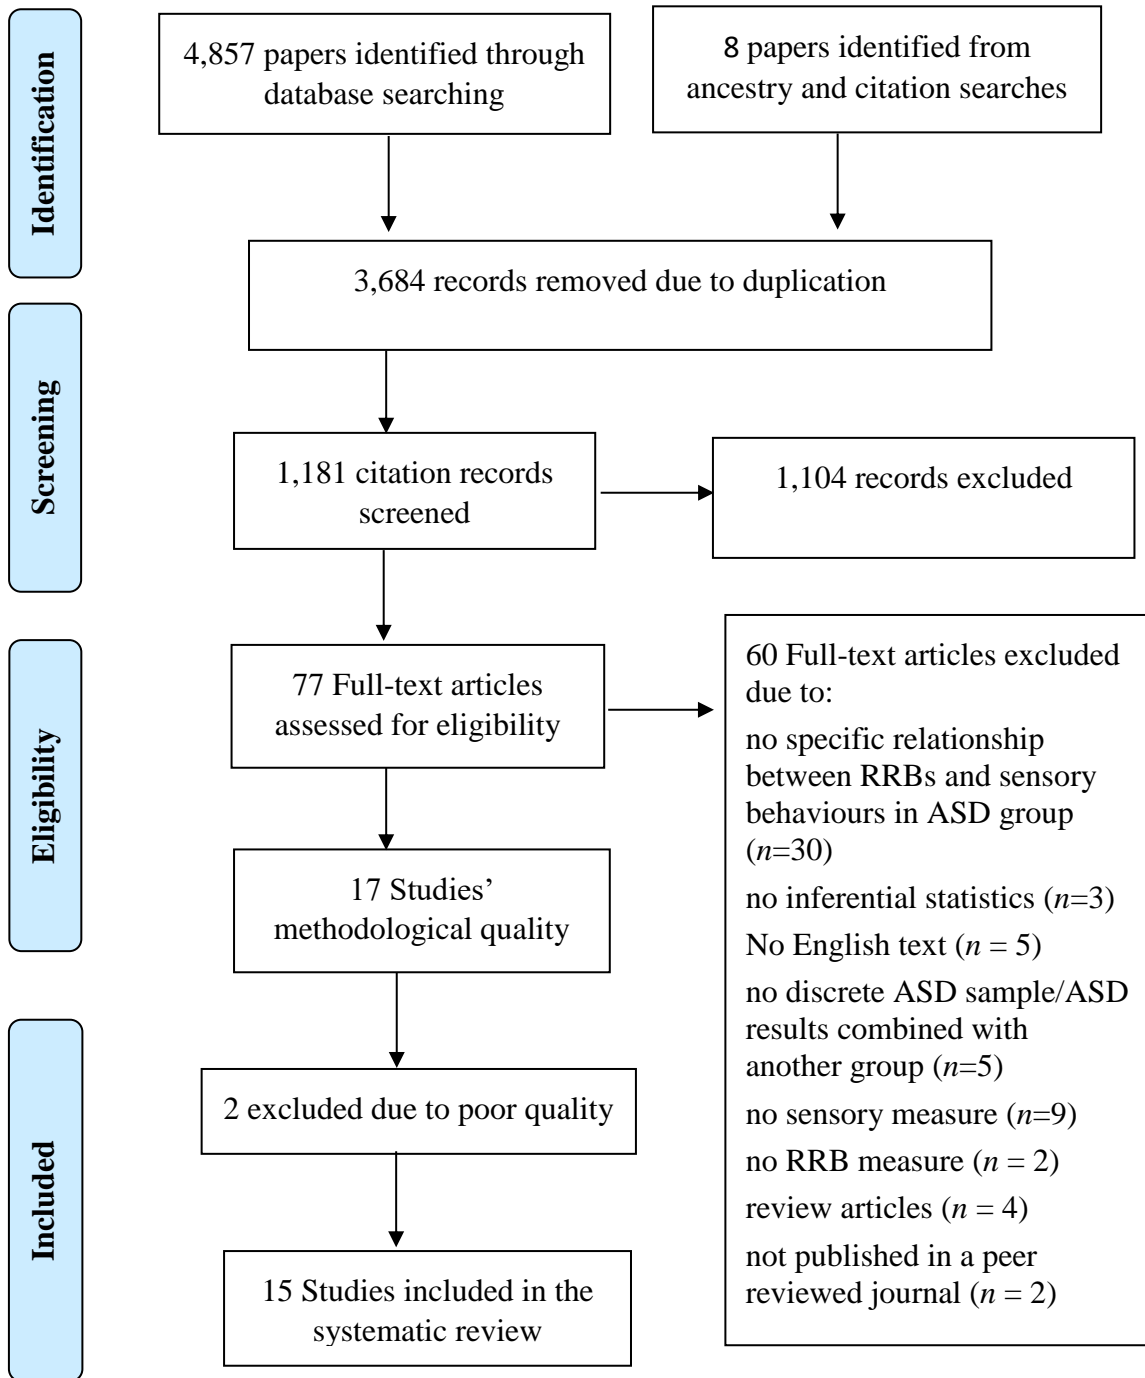 Identification
4,857 papers identified through
database searching
8 papers identified from
ancestry and citation searches
3,684 records removed due to duplication
Screening
1,181 citation records
screened
1,104 records excluded
Eligibility
77 Full-text articles
assessed for eligibility
60 Full-text articles excluded
due to:
no specific relationship
between RRBs and sensory
behaviours in ASD group
(n=30)
no inferential statistics (n=3)
No English text (n = 5)
no discrete ASD sample/ASD
results combined with
another group (n=5)
no sensory measure (n=9)
no RRB measure (n = 2)
review articles (n = 4)
not published in a peer
reviewed journal (n = 2)
17 Studies’
methodological quality
Included
2 excluded due to poor quality
15 Studies included in the
systematic review